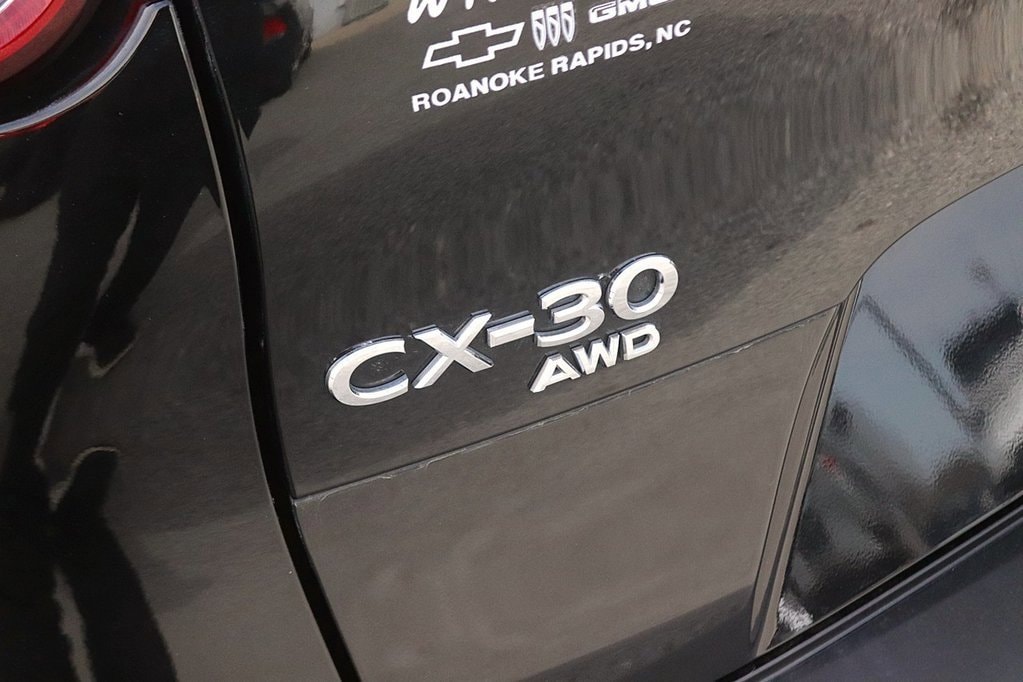 GMC
ROANOKE RAPIDS, NC
CX-30
AWD